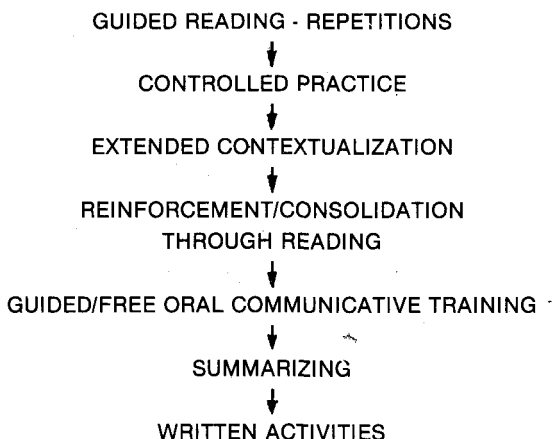 GUIDED READING - REPETITIONS
CONTROLLED PRACTICE
EXTENDED CONTEXTUALIZATION
REINFORCEMENT/CONSOLIDATION
THROUGH READING
GUIDED/FREE ORAL COMMUNICATIVE TRAINING
SUMMARIZING
WRITTEN ACTIVITIES